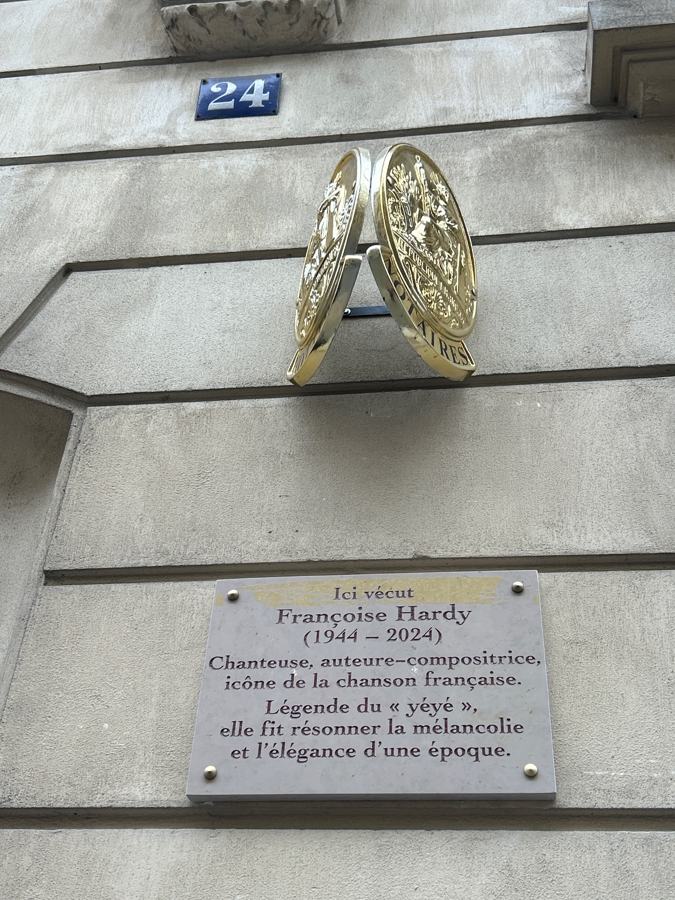 24
NOTAIRES
Ici vécut
Françoise Hardy
(1944 – 2024)
Chanteuse, auteure-compositrice,
icône de la chanson française.
Légende du « yéyé »,
elle fit résonner la mélancolie
et l'élégance d'une époque.